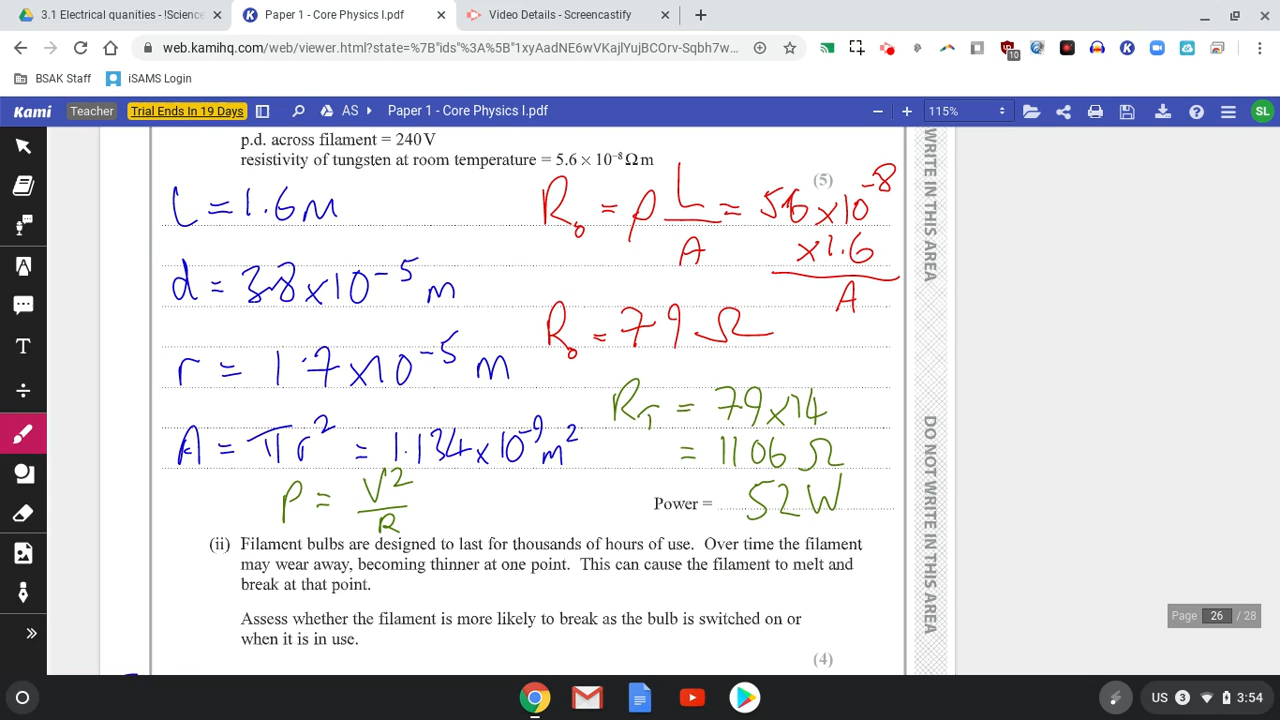 3.1 Electrical quanities - !Science
Paper 1 - Core Physics I.pdf
Video Details - Screencastify
web.kamihq.com/web/viewer.html?state=%7B"ids"%3A%5B"1xyAadNE6wVKajlYujBCOrv-Sqbh7w...
10
BSAK Staff
iSAMS Login
Kami
Teacher
Trial Ends In 19 Days
AS
Paper 1 - Core Physics I.pdf
115%
SL
p.d. across filament = 240 V
resistivity of tungsten at room temperature = 5.6 × 10⁻⁸ Ω m
(5)
L = 1.6 m
R₀ = ρ L/A = 5.6 × 10⁻⁸ × 1.6 / A
d = 3.8 × 10⁻⁵ m
R₀ = 79 Ω
r = 1.7 × 10⁻⁵ m
R_T = 79 × 14
A = πr² = 1.134 × 10⁻⁹ m²
= 1106 Ω
P = V²/R
Power = 52 W
(ii) Filament bulbs are designed to last for thousands of hours of use. Over time the filament
may wear away, becoming thinner at one point. This can cause the filament to melt and
break at that point.
Assess whether the filament is more likely to break as the bulb is switched on or
when it is in use.
(4)
WRITE IN THIS AREA
DO NOT WRITE IN THIS AREA
Page 26 / 28
US 3 3:54